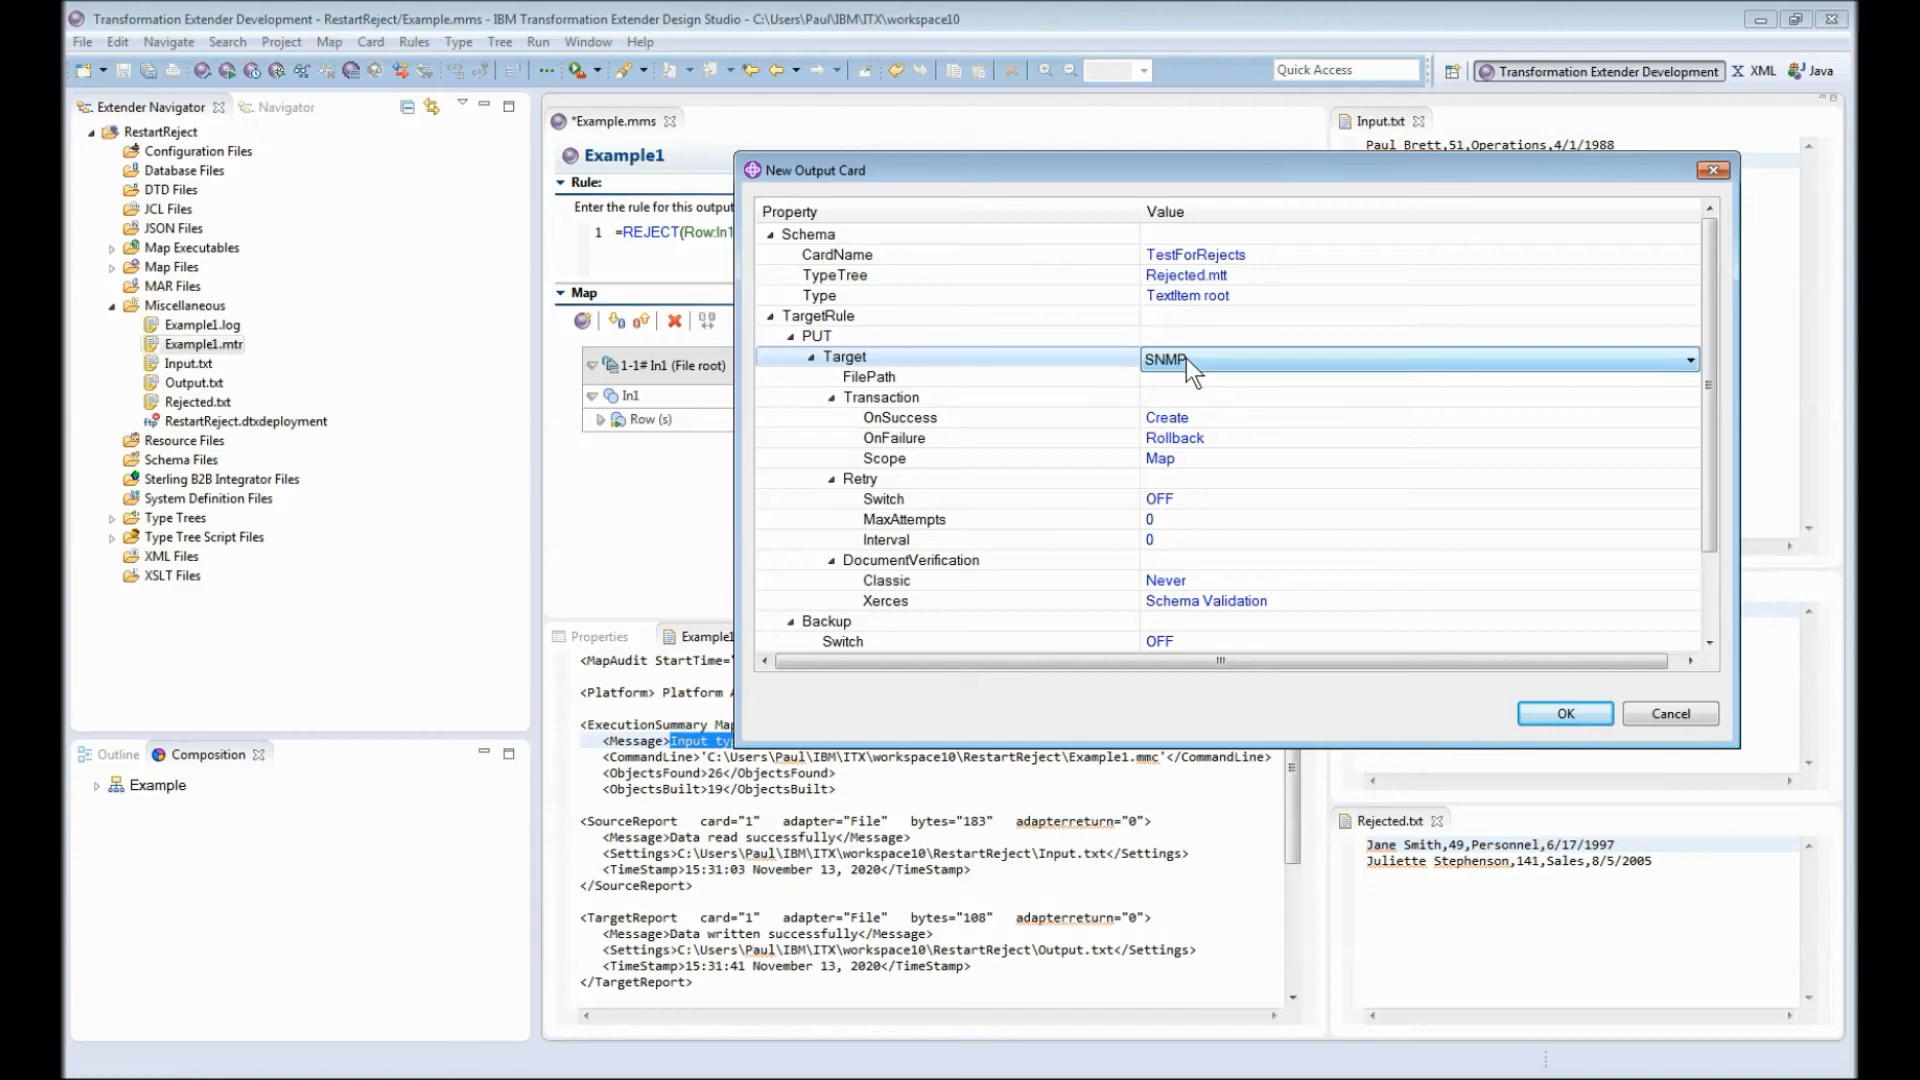 Transformation Extender Development - RestartReject/Example.mms - IBM Transformation Extender Design Studio - C:\Users\Paul\IBM\ITX\workspace10
File Edit Navigate Search Project Map Card Rules Type Tree Run Window Help
Quick Access
Transformation Extender Development
XML
Java
Extender Navigator
Navigator
RestartReject
Configuration Files
Database Files
DTD Files
JCL Files
JSON Files
Map Executables
Map Files
MAR Files
Miscellaneous
Example1.log
Example1.mtr
Input.txt
Output.txt
Rejected.txt
RestartReject.dtxdeployment
Resource Files
Schema Files
Sterling B2B Integrator Files
System Definition Files
Type Trees
Type Tree Script Files
XML Files
XSLT Files
Outline
Composition
Example
*Example.mms
Example1
Rule:
Enter the rule for this output
1 =REJECT(Row:In1
Map
1-1# In1 (File root)
In1
Row (s)
New Output Card
Property Value
Schema
CardName TestForRejects
TypeTree Rejected.mtt
Type TextItem root
TargetRule
PUT
Target SNMP
FilePath
Transaction
OnSuccess Create
OnFailure Rollback
Scope Map
Retry
Switch OFF
MaxAttempts 0
Interval 0
DocumentVerification
Classic Never
Xerces Schema Validation
Backup
Switch OFF
OK Cancel
Properties
Example1
<MapAudit StartTime="
<Platform> Platform A
<ExecutionSummary Map
<Message>Input ty
<CommandLine>'C:\Users\Paul\IBM\ITX\workspace10\RestartReject\Example1.mmc'</CommandLine>
<ObjectsFound>26</ObjectsFound>
<ObjectsBuilt>19</ObjectsBuilt>
<SourceReport card="1" adapter="File" bytes="183" adapterreturn="0">
<Message>Data read successfully</Message>
<Settings>C:\Users\Paul\IBM\ITX\workspace10\RestartReject\Input.txt</Settings>
<TimeStamp>15:31:03 November 13, 2020</TimeStamp>
</SourceReport>
<TargetReport card="1" adapter="File" bytes="108" adapterreturn="0">
<Message>Data written successfully</Message>
<Settings>C:\Users\Paul\IBM\ITX\workspace10\RestartReject\Output.txt</Settings>
<TimeStamp>15:31:41 November 13, 2020</TimeStamp>
</TargetReport>
Input.txt
Paul Brett,51,Operations,4/1/1988
Rejected.txt
Jane Smith,49,Personnel,6/17/1997
Juliette Stephenson,141,Sales,8/5/2005